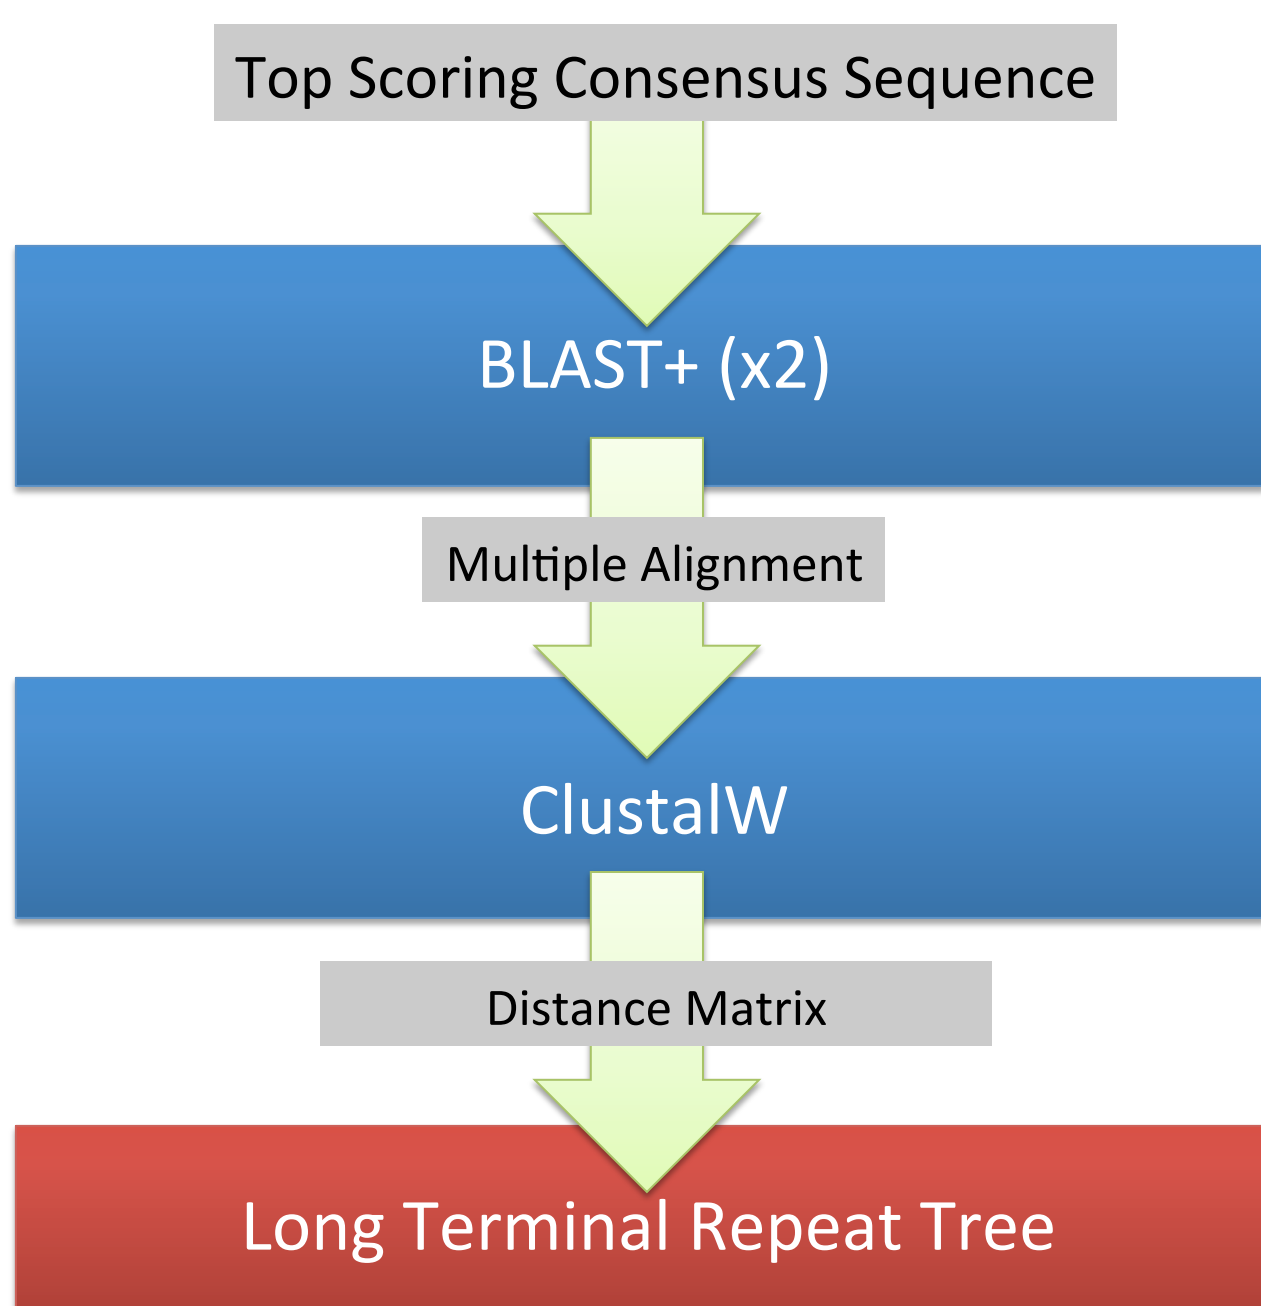 Top Scoring Consensus Sequence
BLAST+ (x2)
Multiple Alignment
ClustalW
Distance Matrix
Long Terminal Repeat Tree